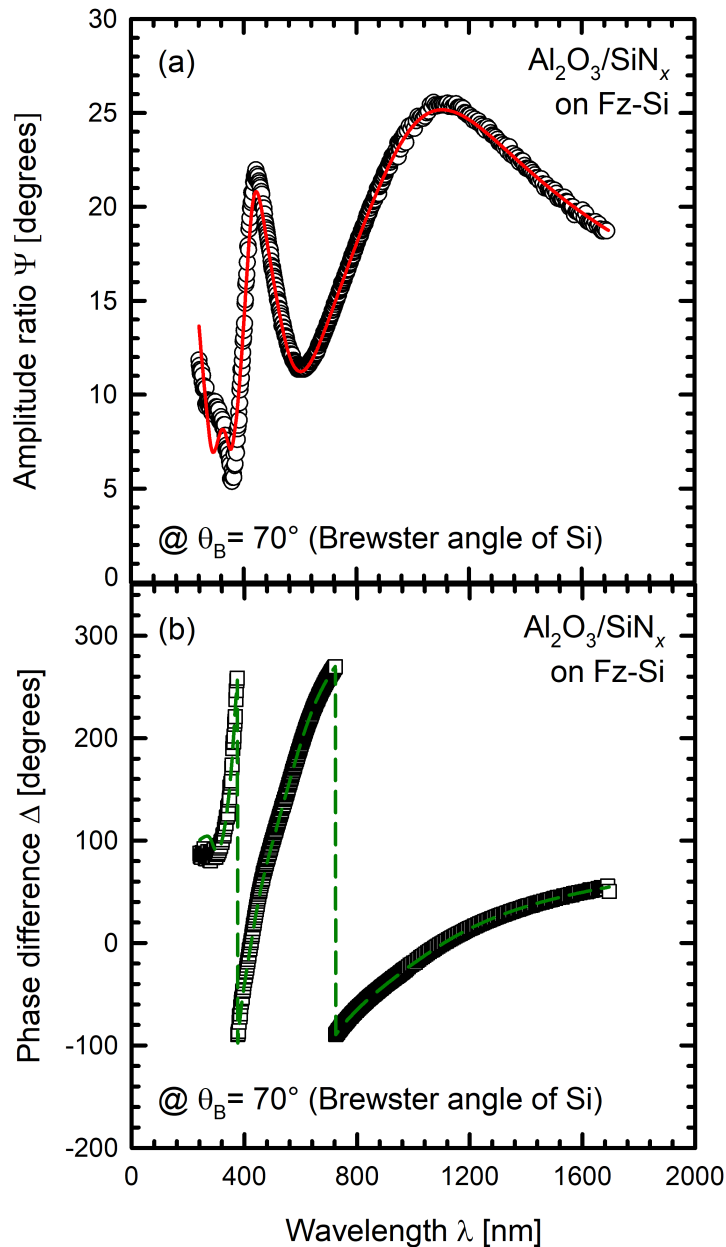 30
25
20
15
10
5
0
Amplitude ratio Ψ [degrees]
(a)
Al₂O₃/SiNₓ
on Fz-Si
@ θ_B= 70° (Brewster angle of Si)
300
200
100
0
-100
-200
Phase difference Δ [degrees]
(b)
Al₂O₃/SiNₓ
on Fz-Si
@ θ_B= 70° (Brewster angle of Si)
0 400 800 1200 1600 2000
Wavelength λ [nm]